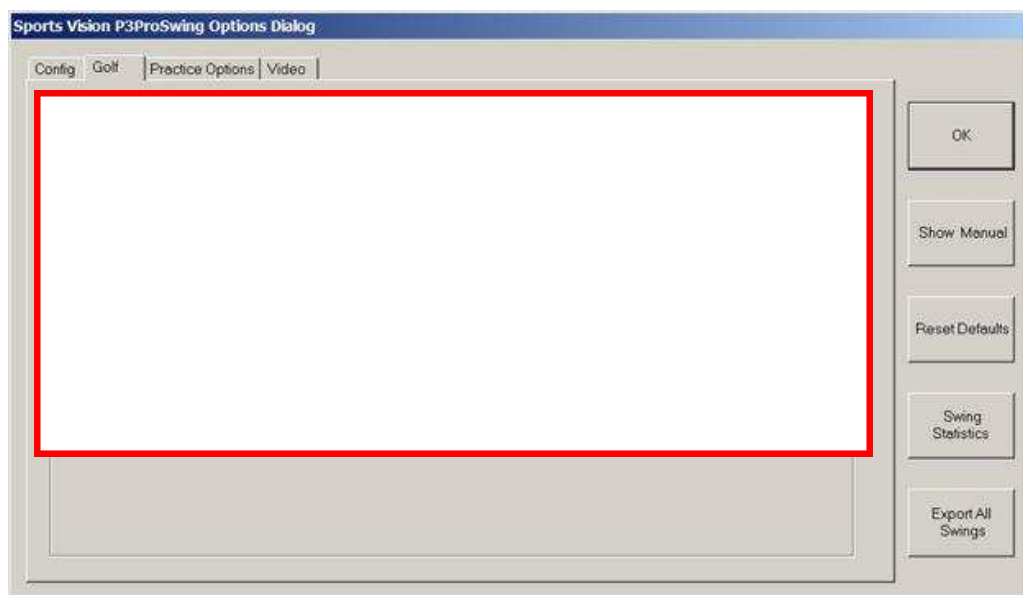 Sports Vision P3ProSwing Options Dialog
Config Golf Practice Options Video
OK
Show Manual
Reset Defaults
Swing
Statistics
Export All
Swings